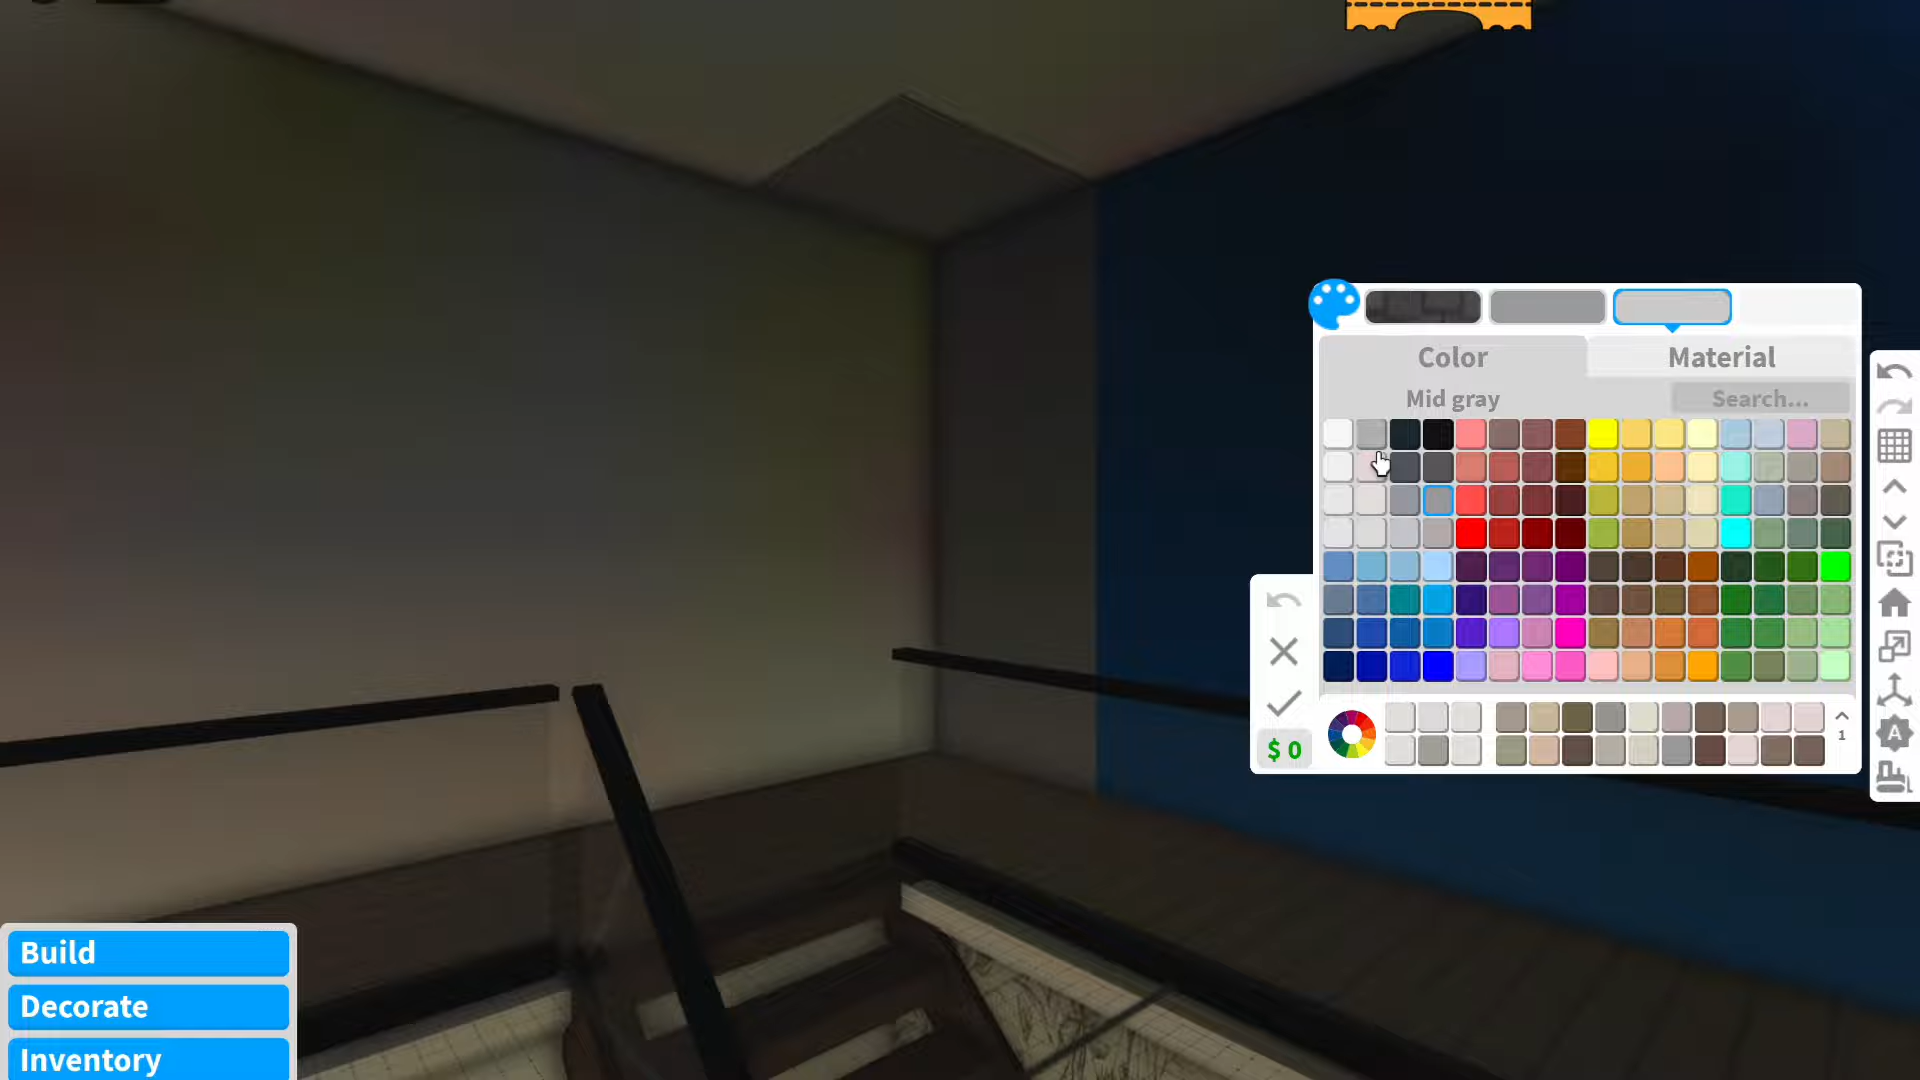 Color
Material
Mid gray
Search...
A
1
$ 0
Build
Decorate
Inventory